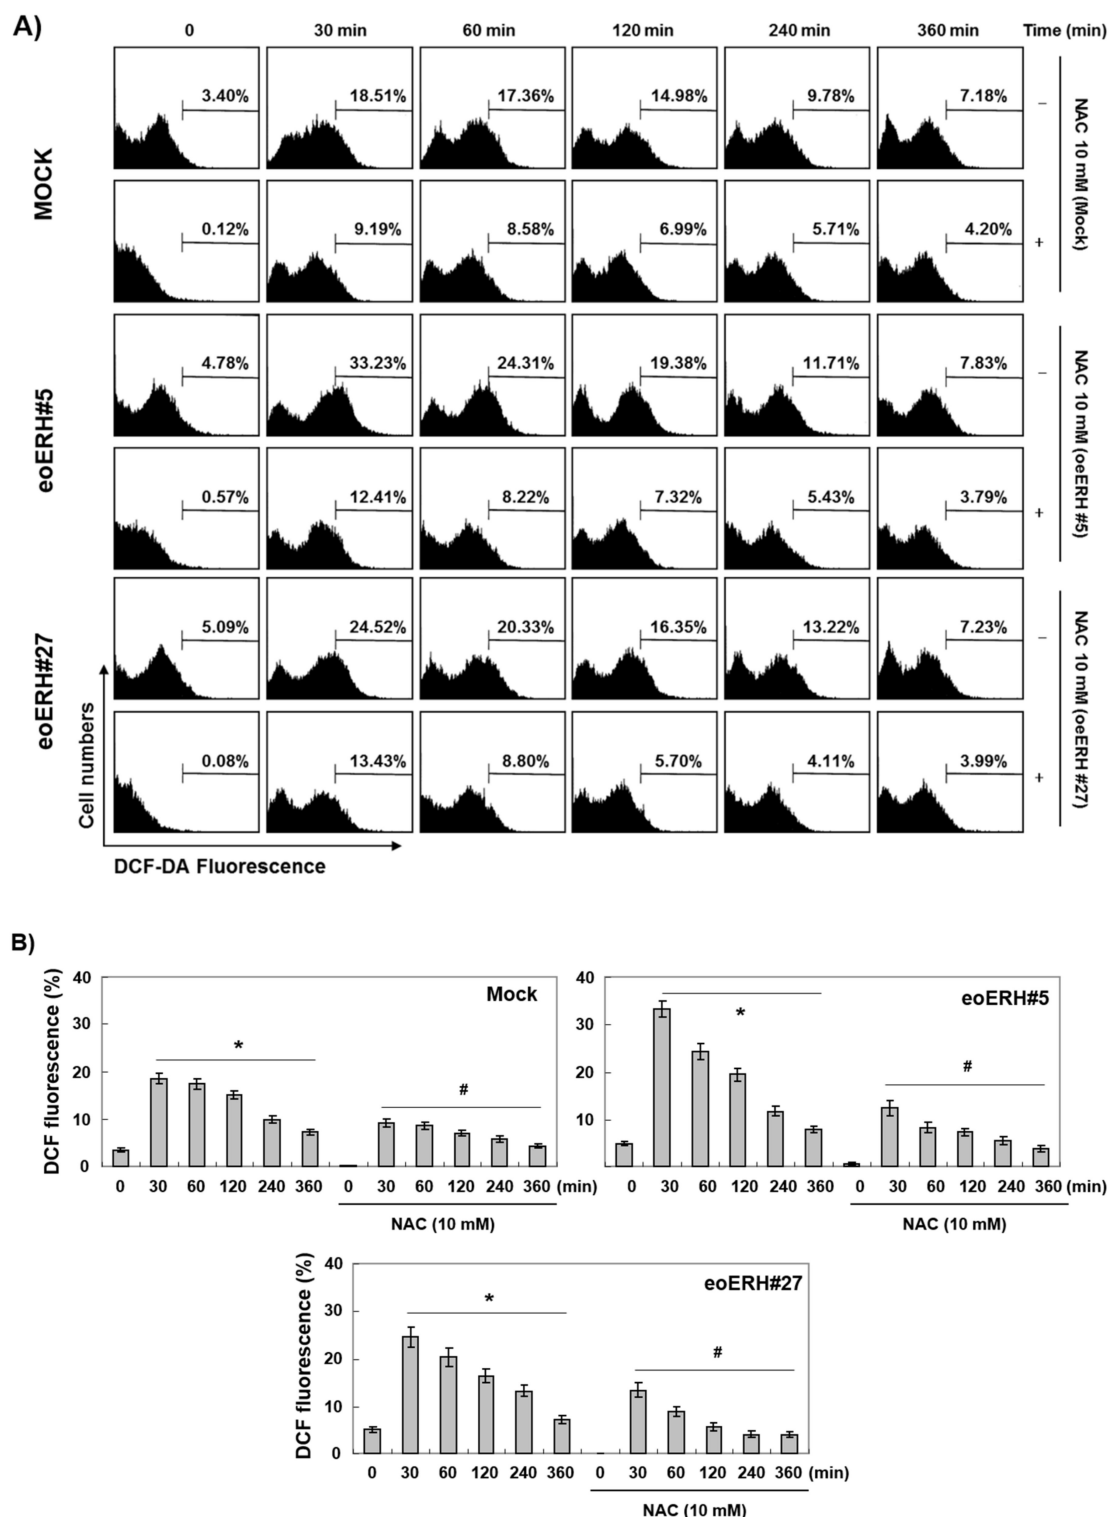 A)
0 30 min 60 min 120 min 240 min 360 min Time (min)
MOCK
3.40% 18.51% 17.36% 14.98% 9.78% 7.18% –
0.12% 9.19% 8.58% 6.99% 5.71% 4.20% +
NAC 10 mM (Mock)
eoERH#5
4.78% 33.23% 24.31% 19.38% 11.71% 7.83% –
0.57% 12.41% 8.22% 7.32% 5.43% 3.79% +
NAC 10 mM (oeERH #5)
eoERH#27
5.09% 24.52% 20.33% 16.35% 13.22% 7.23% –
0.08% 13.43% 8.80% 5.70% 4.11% 3.99% +
NAC 10 mM (oeERH #27)
Cell numbers
DCF-DA Fluorescence
B)
DCF fluorescence (%)
40
30
20
10
0
Mock
*
#
0 30 60 120 240 360 0 30 60 120 240 360 (min)
NAC (10 mM)
40
30
20
10
eoERH#5
*
#
0 30 60 120 240 360 0 30 60 120 240 360 (min)
NAC (10 mM)
DCF fluorescence (%)
40
30
20
10
0
eoERH#27
*
#
0 30 60 120 240 360 0 30 60 120 240 360 (min)
NAC (10 mM)